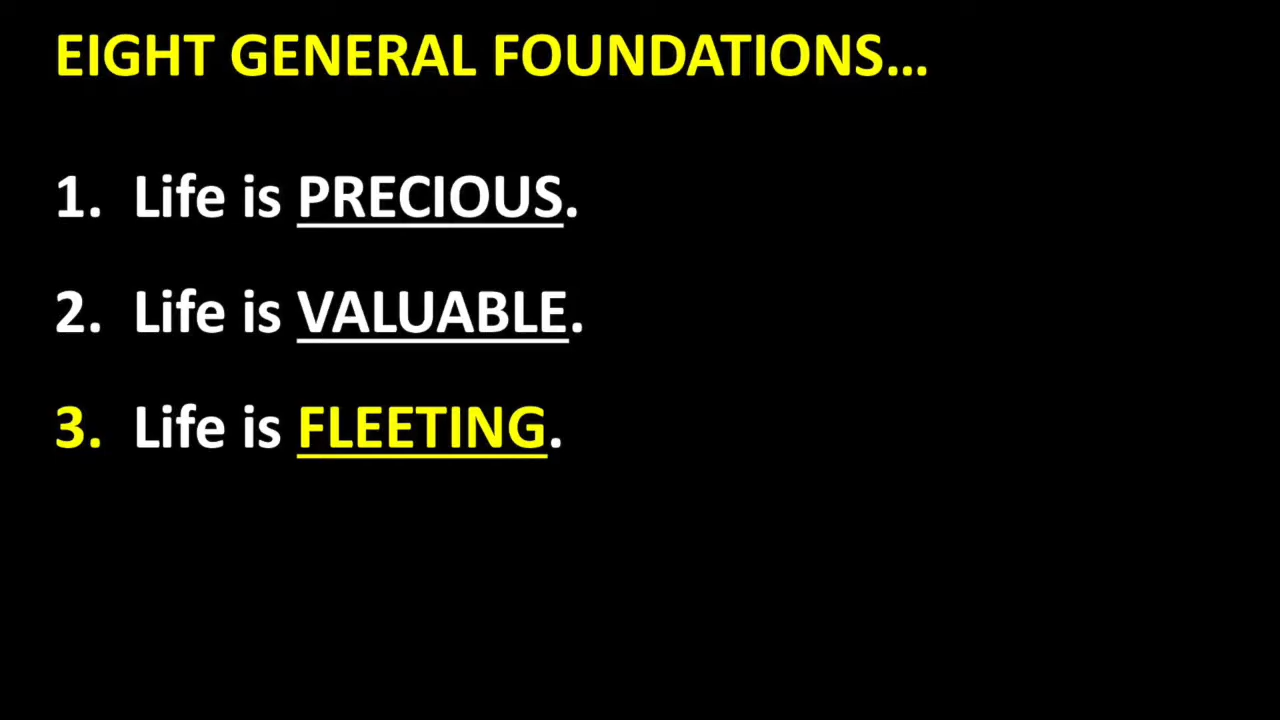 EIGHT GENERAL FOUNDATIONS...
1. Life is PRECIOUS.
2. Life is VALUABLE.
3. Life is FLEETING.